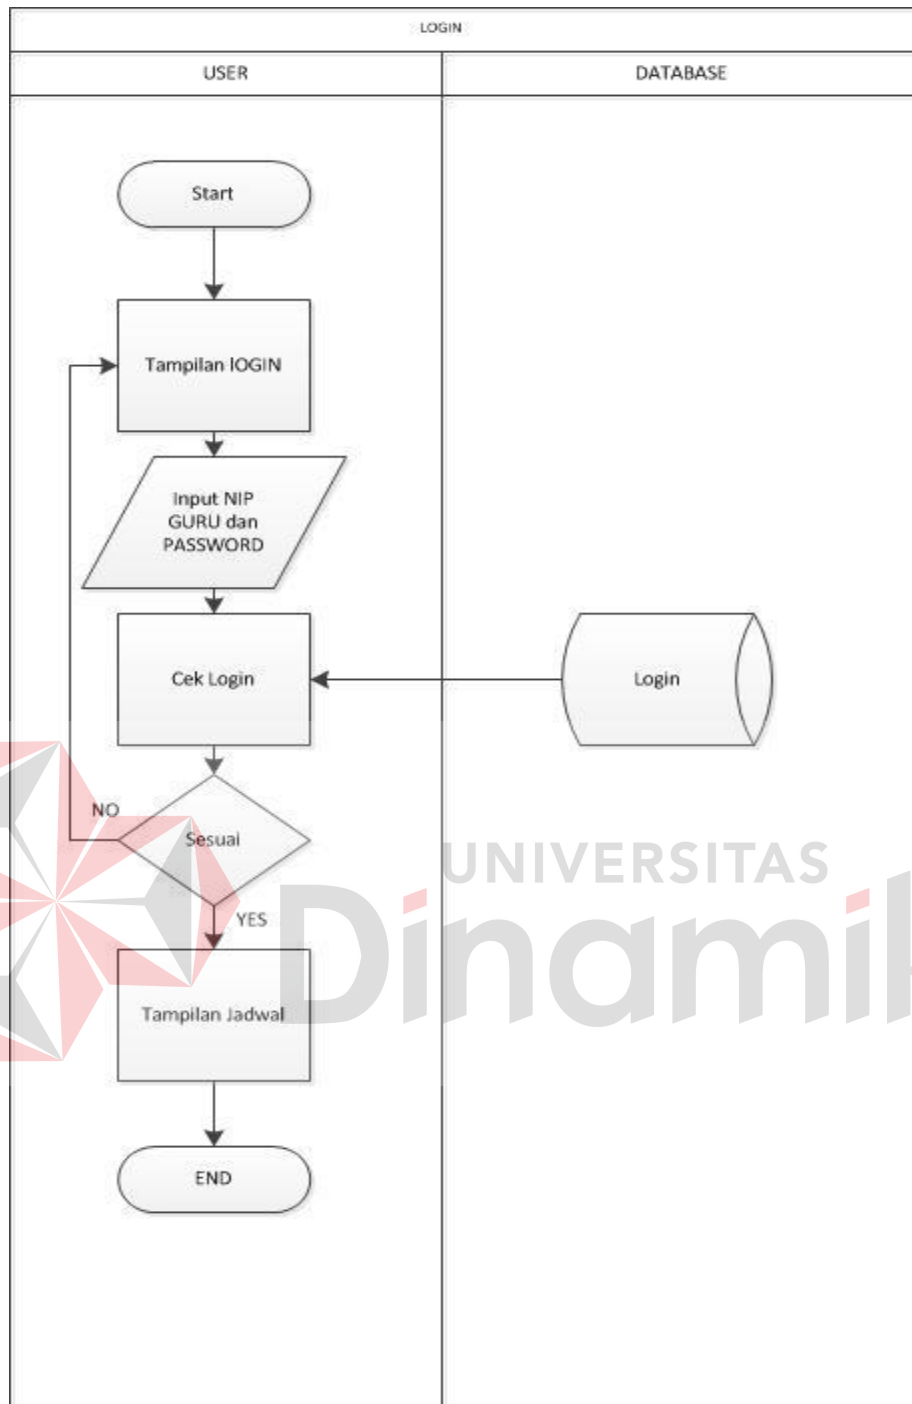 LOGIN
USER
DATABASE
Start
Tampilan lOGIN
Input NIP
GURU dan
PASSWORD
Cek Login
Login
NO
Sesuai
UNIVERSITAS
YES
Dinamik
Tampilan Jadwal
END